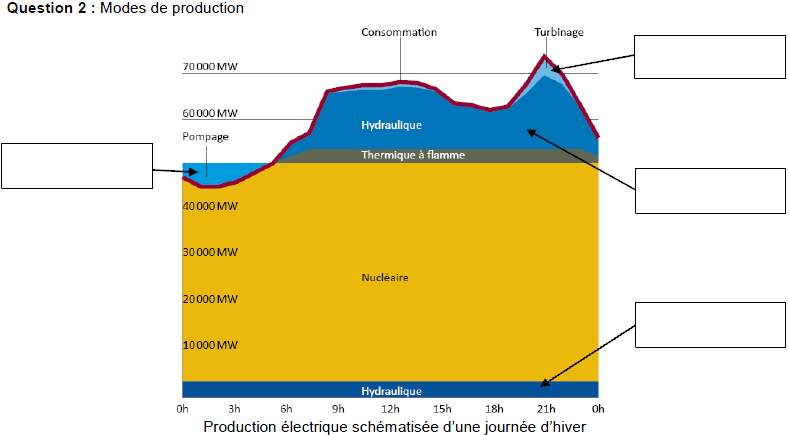 Question 2 : Modes de production
Consommation
Turbinage
70 000 MW
60 000 MW
Hydraulique
Pompage
Thermique à flamme
40 000 MW
30 000 MW
Nucléaire
20 000 MW
10 000 MW
Hydraulique
0h 3h 6h 9h 12h 15h 18h 21h 0h
Production électrique schématisée d'une journée d'hiver